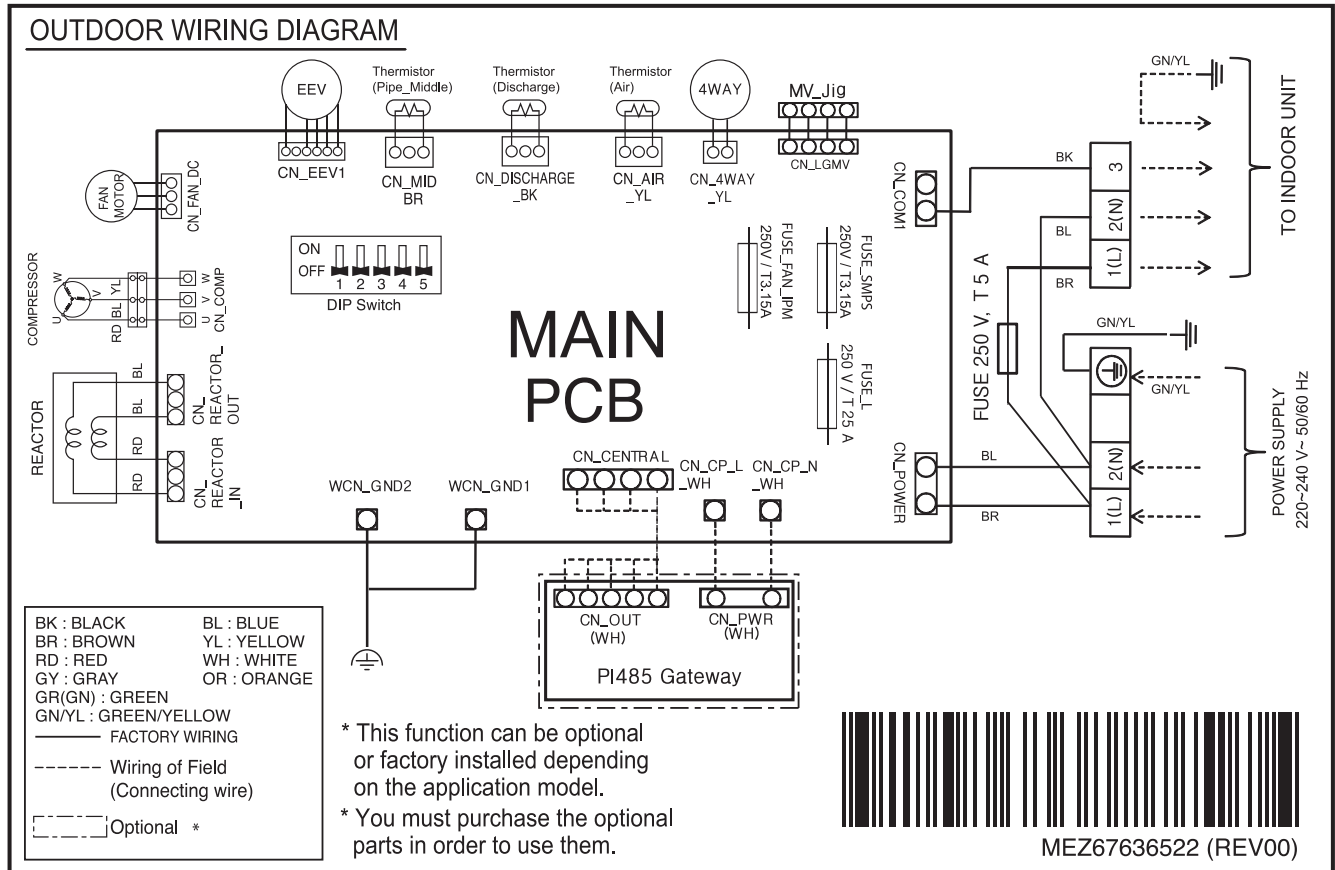 OUTDOOR WIRING DIAGRAM
EEV
CN_EEV1
Thermistor
(Pipe_Middle)
CN_MID
BR
Thermistor
(Discharge)
CN_DISCHARGE
_BK
Thermistor
(Air)
CN_AIR
_YL
4WAY
CN_4WAY
_YL
MV_Jig
CN_LGMV
FAN
MOTOR
CN_FAN_DC
COMPRESSOR
W
V
U
YL
BL
RD
W
V
U
CN_COMP
REACTOR
BL
BL
RD
RD
CN_
REACTOR_
OUT
CN_
REACTOR
_IN
ON
OFF
1 2 3 4 5
DIP Switch
MAIN
PCB
FUSE_FAN_IPM
250V / T3.15A
FUSE_SMPS
250V / T3.15A
FUSE_L
250 V / T 25 A
CN_COM1
CN_POWER
BK
BL
BR
3
2(N)
1(L)
GN/YL
TO INDOOR UNIT
FUSE 250 V, T 5 A
GN/YL
GN/YL
BL
BR
2(N)
1(L)
POWER SUPPLY
220~240 V~ 50/60 Hz
WCN_GND2
WCN_GND1
CN_CENTRAL
CN_CP_L
_WH
CN_CP_N
_WH
CN_OUT
(WH)
CN_PWR
(WH)
PI485 Gateway
BK : BLACK BL : BLUE
BR : BROWN YL : YELLOW
RD : RED WH : WHITE
GY : GRAY OR : ORANGE
GR(GN) : GREEN
GN/YL : GREEN/YELLOW
FACTORY WIRING
Wiring of Field
(Connecting wire)
Optional *
* This function can be optional
or factory installed depending
on the application model.
* You must purchase the optional
parts in order to use them.
MEZ67636522 (REV00)